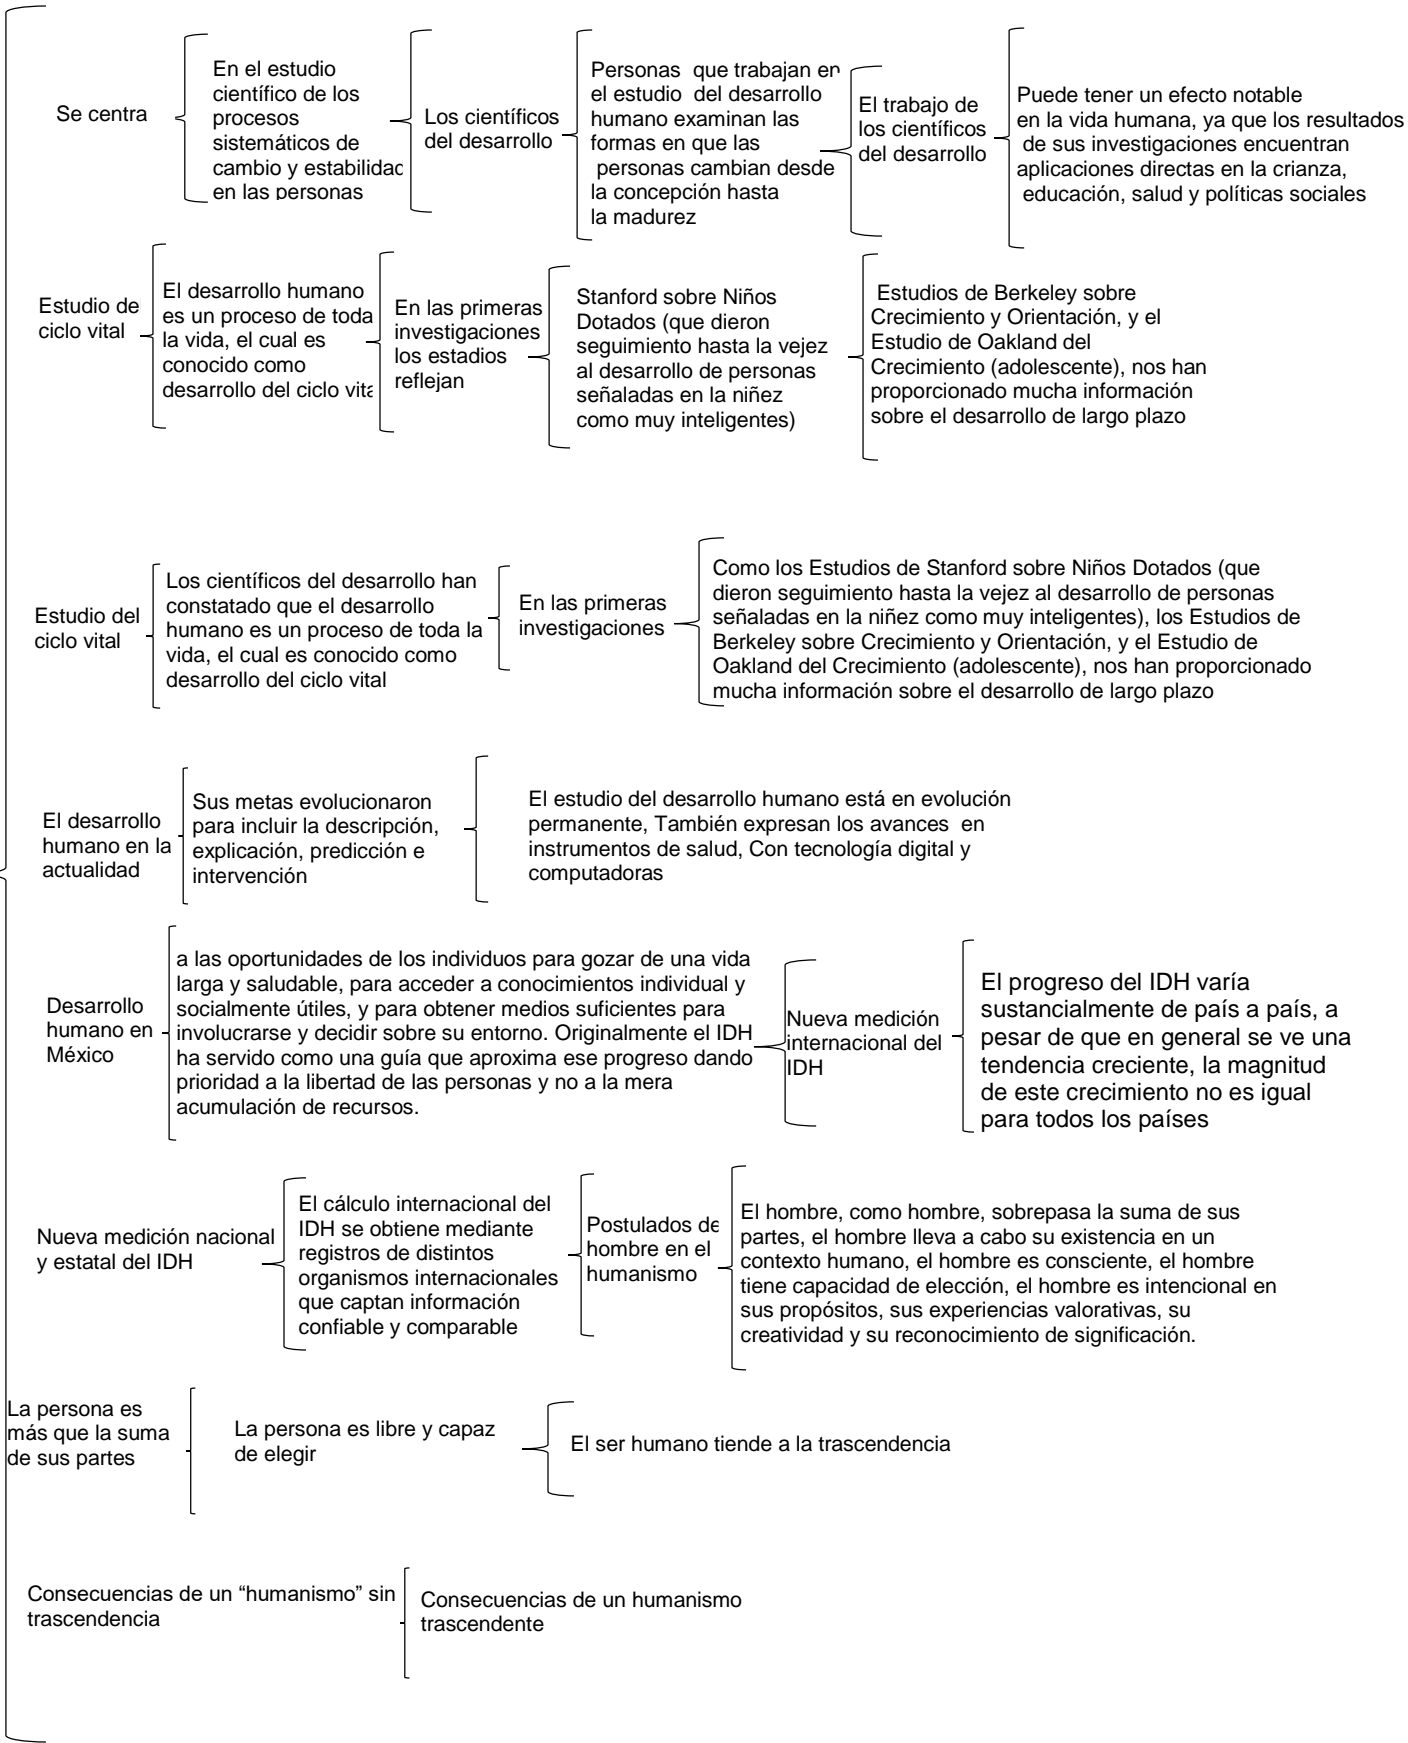 Se centra
En el estudio
científico de los
procesos
sistemáticos de
cambio y estabilidad
en las personas
Los científicos
del desarrollo
Personas  que trabajan en
el estudio  del desarrollo
humano examinan las
formas en que las
personas cambian desde
la concepción hasta
la madurez
El trabajo de
los científicos
del desarrollo
Puede tener un efecto notable
en la vida humana, ya que los resultados
de sus investigaciones encuentran
aplicaciones directas en la crianza,
educación, salud y políticas sociales
Estudio de
ciclo vital
El desarrollo humano
es un proceso de toda
la vida, el cual es
conocido como
desarrollo del ciclo vita
En las primeras
investigaciones
los estadios
reflejan
Stanford sobre Niños
Dotados (que dieron
seguimiento hasta la vejez
al desarrollo de personas
señaladas en la niñez
como muy inteligentes)
Estudios de Berkeley sobre
Crecimiento y Orientación, y el
Estudio de Oakland del
Crecimiento (adolescente), nos han
proporcionado mucha información
sobre el desarrollo de largo plazo
Estudio del
ciclo vital
Los científicos del desarrollo han
constatado que el desarrollo
humano es un proceso de toda la
vida, el cual es conocido como
desarrollo del ciclo vital
En las primeras
investigaciones
Como los Estudios de Stanford sobre Niños Dotados (que
dieron seguimiento hasta la vejez al desarrollo de personas
señaladas en la niñez como muy inteligentes), los Estudios de
Berkeley sobre Crecimiento y Orientación, y el Estudio de
Oakland del Crecimiento (adolescente), nos han proporcionado
mucha información sobre el desarrollo de largo plazo
El desarrollo
humano en la
actualidad
Sus metas evolucionaron
para incluir la descripción,
explicación, predicción e
intervención
El estudio del desarrollo humano está en evolución
permanente, También expresan los avances  en
instrumentos de salud, Con tecnología digital y
computadoras
Desarrollo
humano en
México
a las oportunidades de los individuos para gozar de una vida
larga y saludable, para acceder a conocimientos individual y
socialmente útiles, y para obtener medios suficientes para
involucrarse y decidir sobre su entorno. Originalmente el IDH
ha servido como una guía que aproxima ese progreso dando
prioridad a la libertad de las personas y no a la mera
acumulación de recursos.
Nueva medición
internacional del
IDH
El progreso del IDH varía
sustancialmente de país a país, a
pesar de que en general se ve una
tendencia creciente, la magnitud
de este crecimiento no es igual
para todos los países
Nueva medición nacional
y estatal del IDH
El cálculo internacional del
IDH se obtiene mediante
registros de distintos
organismos internacionales
que captan información
confiable y comparable
Postulados de
hombre en el
humanismo
El hombre, como hombre, sobrepasa la suma de sus
partes, el hombre lleva a cabo su existencia en un
contexto humano, el hombre es consciente, el hombre
tiene capacidad de elección, el hombre es intencional en
sus propósitos, sus experiencias valorativas, su
creatividad y su reconocimiento de significación.
La persona es
más que la suma
de sus partes
La persona es libre y capaz
de elegir
El ser humano tiende a la trascendencia
Consecuencias de un “humanismo” sin
trascendencia
Consecuencias de un humanismo
trascendente